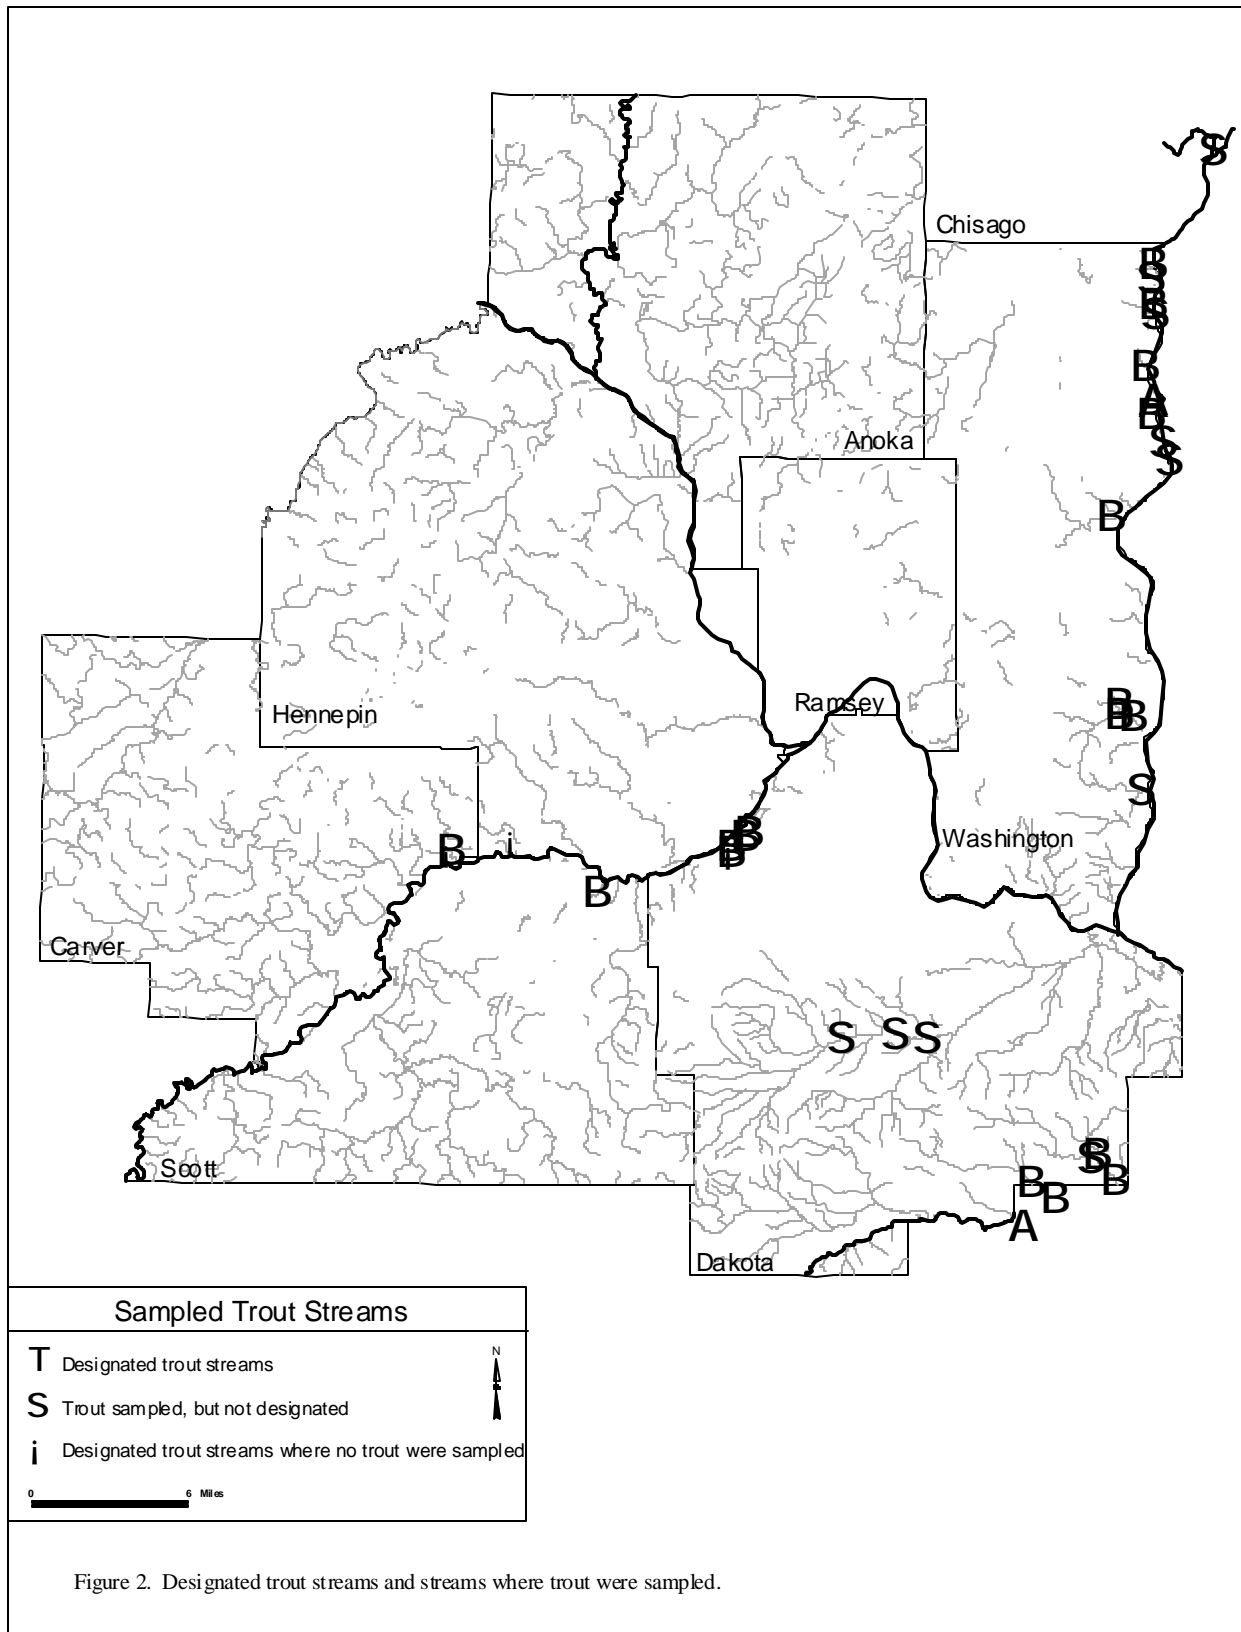 S
Chisago
B
S
B
S
B
A
B
S
S
Anoka
B
B
B
B
Ramsey
Hennepin
S
B
B
B
B
i
Washington
B
B
Carver
S S S
S B
B
B
B
A
Scott
Dakota
Sampled Trout Streams
N
T Designated trout streams
S Trout sampled, but not designated
i Designated trout streams where no trout were sampled
0 6 Miles
Figure 2. Designated trout streams and streams where trout were sampled.